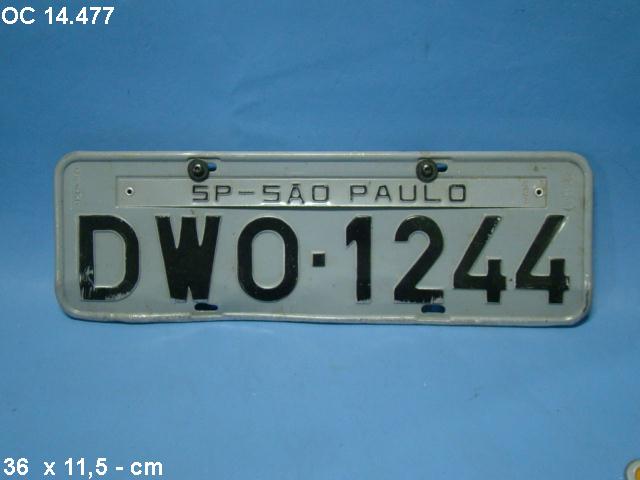 OC 14.477
SP-SÃO PAULO
DWO·1244
36 x 11,5 - cm